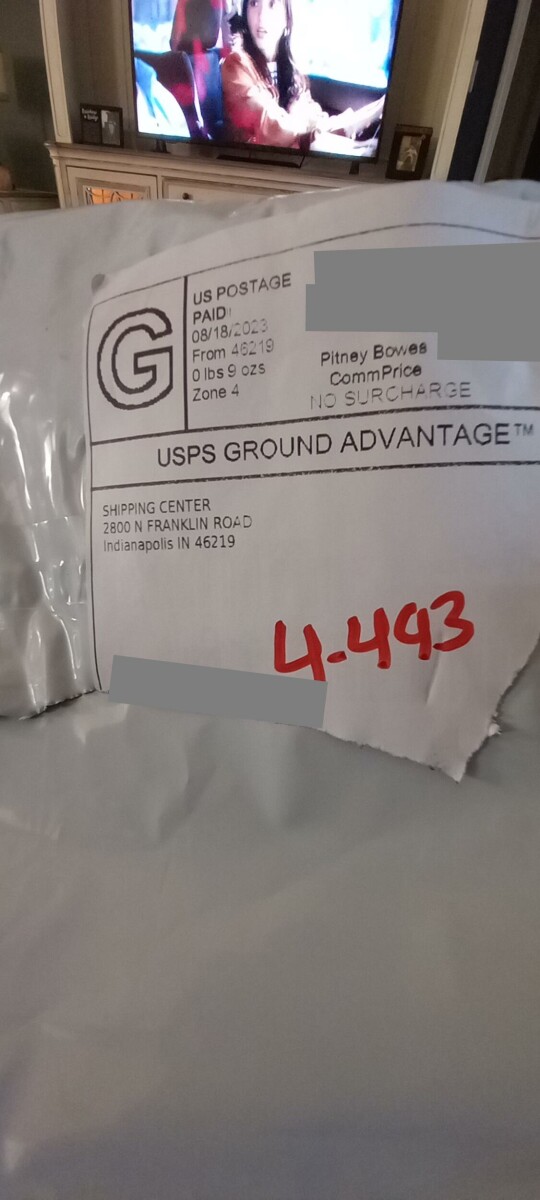 G
US POSTAGE
PAID
08/18/2023
From 46219
0 lbs 9 ozs
Zone 4
Pitney Bowes
CommPrice
NO SURCHARGE
USPS GROUND ADVANTAGE™
SHIPPING CENTER
2800 N FRANKLIN ROAD
Indianapolis IN 46219
4-493